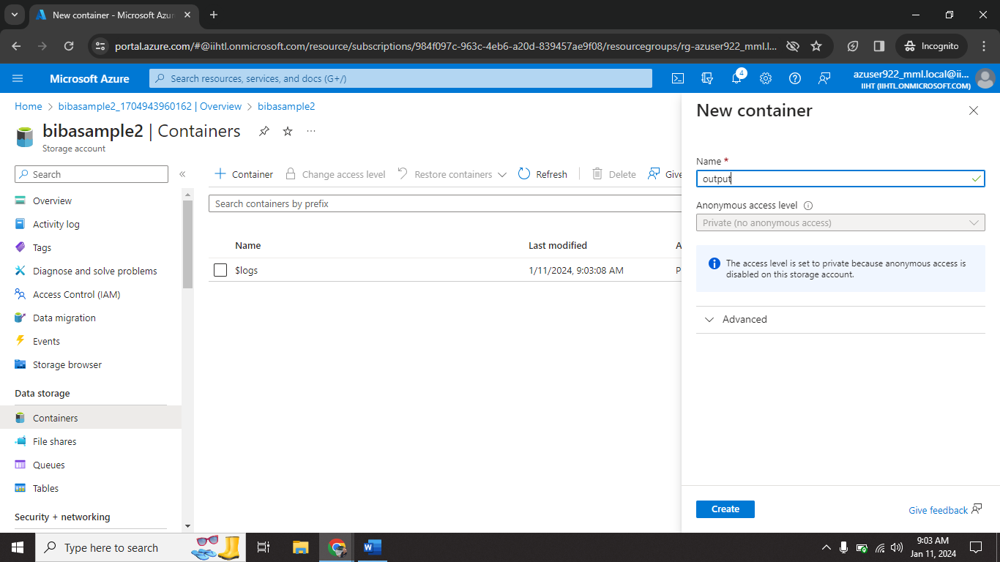 New container - Microsoft Azur
portal.azure.com/#@iihtl.onmicrosoft.com/resource/subscriptions/984f097c-963c-4eb6-a20d-839457ae9f08/resourcegroups/rg-azuser922_mml.l...
Incognito
Microsoft Azure
Search resources, services, and docs (G+/)
4
azuser922_mml.local@ii...
IIHT (IIHTL.ONMICROSOFT.COM)
Home > bibasample2_1704943960162 | Overview > bibasample2
bibasample2 | Containers
Storage account
Search
Overview
Activity log
Tags
Diagnose and solve problems
Access Control (IAM)
Data migration
Events
Storage browser
Data storage
Containers
File shares
Queues
Tables
Security + networking
Container
Change access level
Restore containers
Refresh
Delete
Give
Search containers by prefix
Name Last modified A
$logs 1/11/2024, 9:03:08 AM P
New container
Name *
output
Anonymous access level
Private (no anonymous access)
The access level is set to private because anonymous access is
disabled on this storage account.
Advanced
Create
Give feedback
Type here to search
9:03 AM
Jan 11, 2024